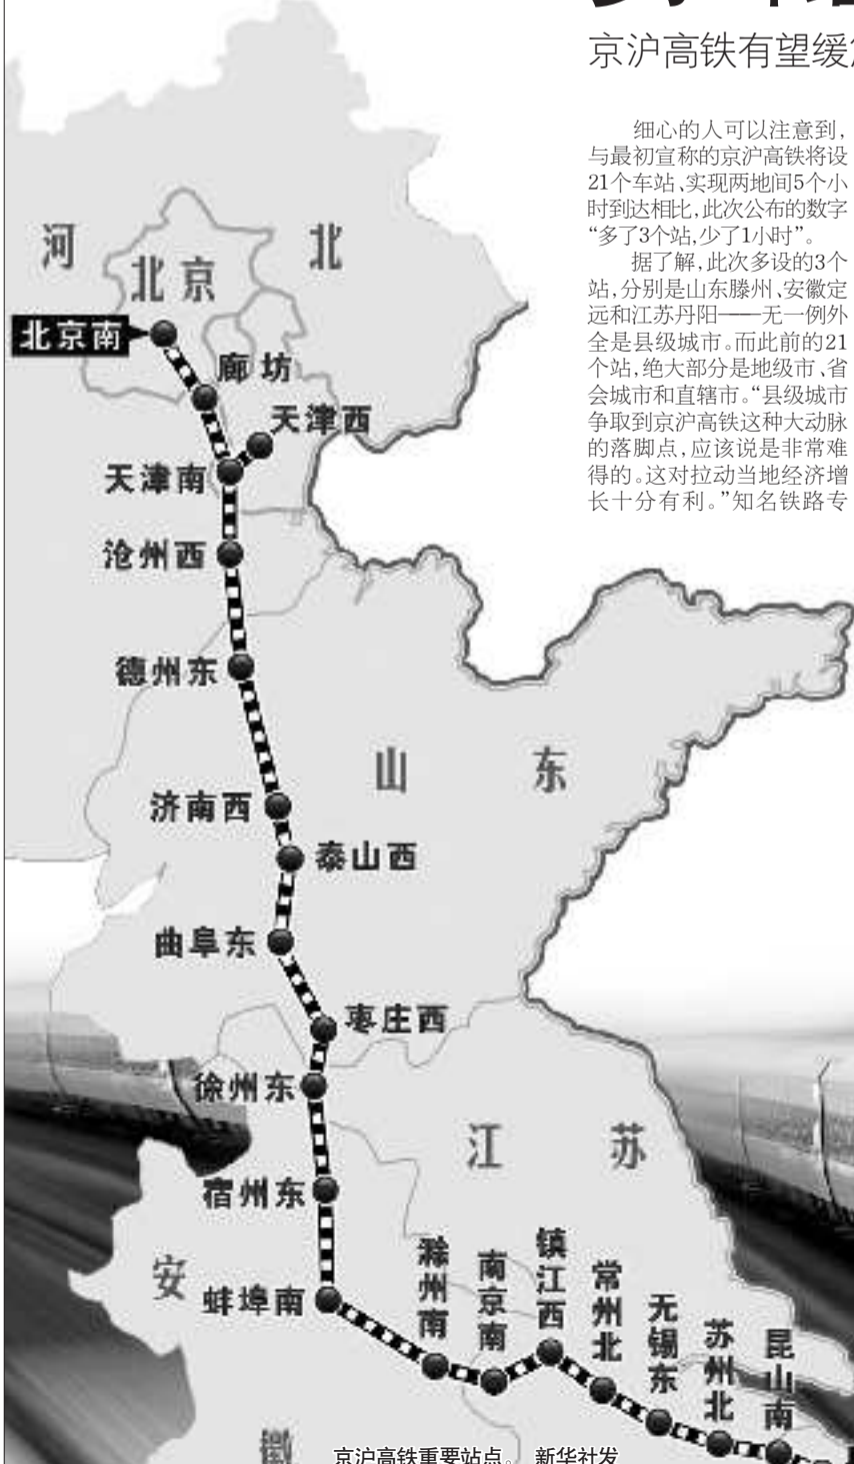 京沪高铁有望缓
细心的人可以注意到,
与最初宣称的京沪高铁将设
21个车站、实现两地间5个小
时到达相比,此次公布的数字
“多了3个站,少了1小时”。
据了解,此次多设的3个
站,分别是山东滕州、安徽定
远和江苏丹阳——无一例外
全是县级城市。而此前的21
个站,绝大部分是地级市、省
会城市和直辖市。“县级城市
争取到京沪高铁这种大动脉
的落脚点,应该说是非常难
得的。这对拉动当地经济增
长十分有利。”知名铁路专
河北
北京
北京南
廊坊
天津西
天津南
沧州西
德州东
山东
济南西
泰山西
曲阜东
枣庄西
徐州东
江苏
宿州东
安徽
蚌埠南
滁州南
南京南
镇江西
常州北
无锡东
苏州北
昆山南
京沪高铁重要站点。 新华社发